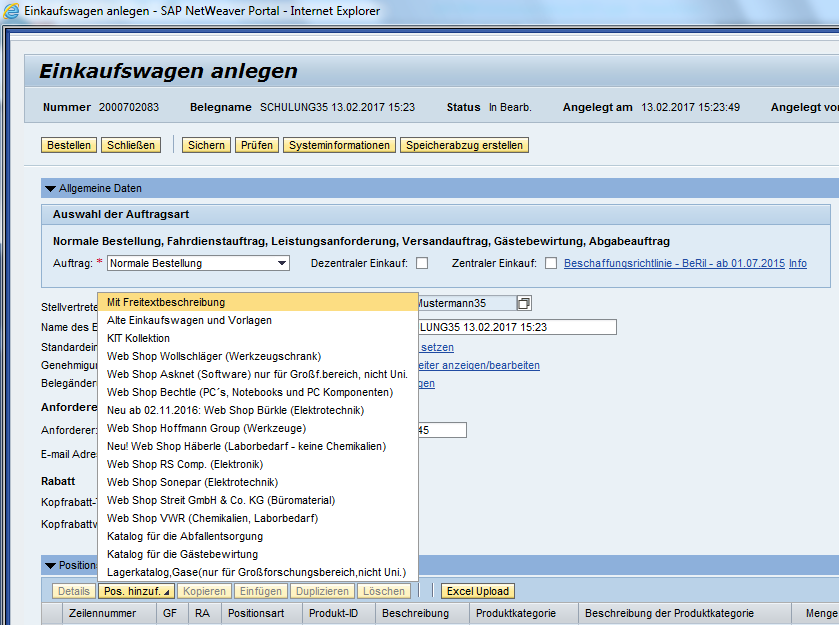 Einkaufswagen anlegen - SAP NetWeaver Portal - Internet Explorer
Einkaufswagen anlegen
Nummer 2000702083 Belegname SCHULUNG35 13.02.2017 15:23 Status In Bearb. Angelegt am 13.02.2017 15:23:49 Angelegt vo
Bestellen Schließen Sichern Prüfen Systeminformationen Speicherabzug erstellen
Allgemeine Daten
Auswahl der Auftragsart
Normale Bestellung, Fahrdienstauftrag, Leistungsanforderung, Versandauftrag, Gästebewirtung, Abgabeauftrag
Auftrag: * Normale Bestellung Dezentraler Einkauf: Zentraler Einkauf: Beschaffungsrichtlinie - BeRil - ab 01.07.2015 Info
Stellvertrete Mustermann35
Name des E LUNG35 13.02.2017 15:23
Standardein setzen
Genehmigu eiter anzeigen/bearbeiten
Belegänder gen
Anfordere
Anforderer: 45
E-mail Adre
Rabatt
Kopfrabatt-
Kopfrabattw
Mit Freitextbeschreibung
Alte Einkaufswagen und Vorlagen
KIT Kollektion
Web Shop Wollschläger (Werkzeugschrank)
Web Shop Asknet (Software) nur für Großf.bereich, nicht Uni.
Web Shop Bechtle (PC´s, Notebooks und PC Komponenten)
Neu ab 02.11.2016: Web Shop Bürkle (Elektrotechnik)
Web Shop Hoffmann Group (Werkzeuge)
Neu! Web Shop Häberle (Laborbedarf - keine Chemikalien)
Web Shop RS Comp. (Elektronik)
Web Shop Sonepar (Elektrotechnik)
Web Shop Streit GmbH & Co. KG (Büromaterial)
Web Shop VWR (Chemikalien, Laborbedarf)
Katalog für die Abfallentsorgung
Katalog für die Gästebewirtung
Lagerkatalog,Gase(nur für Großforschungsbereich,nicht Uni.)
Position
Details Pos. hinzuf. Kopieren Einfügen Duplizieren Löschen Excel Upload
Zeilennummer GF RA Positionsart Produkt-ID Beschreibung Produktkategorie Beschreibung der Produktkategorie Menge